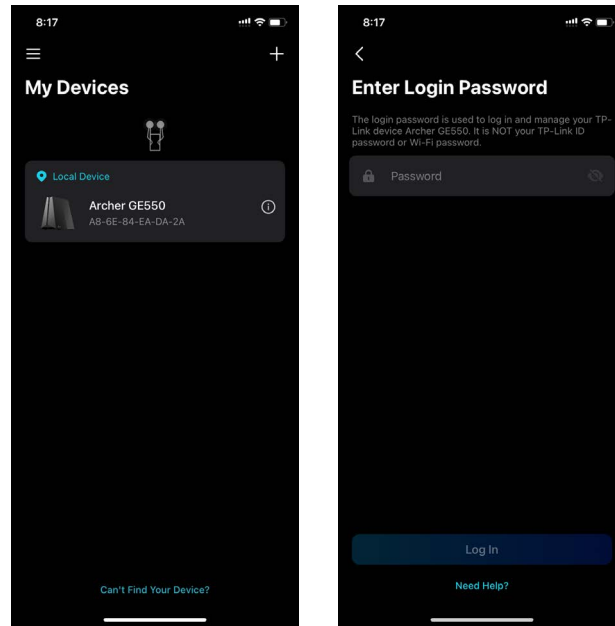 8:17
My Devices
Local Device
Archer GE550
A8-6E-84-EA-DA-2A
Can't Find Your Device?
8:17
Enter Login Password
The login password is used to log in and manage your TP-
Link device Archer GE550. It is NOT your TP-Link ID
password or Wi-Fi password.
Password
Log In
Need Help?